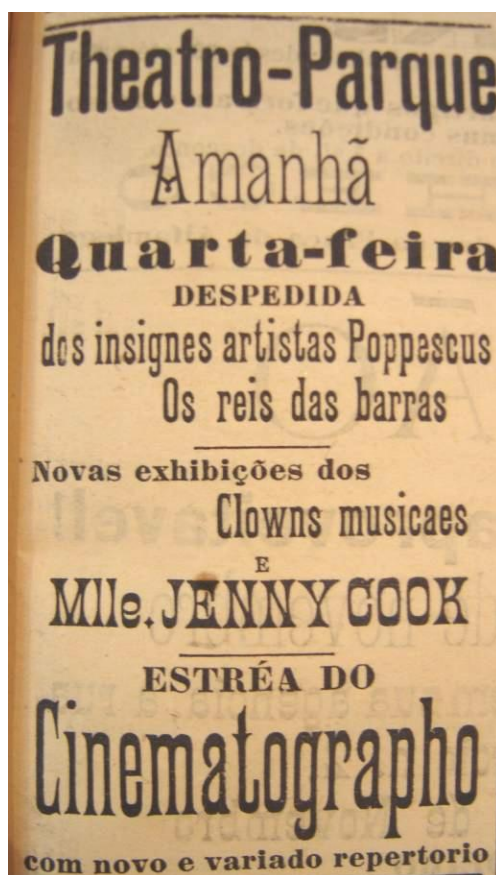 Theatro-Parque
Amanhã
Quarta-feira
DESPEDIDA
dos insignes artistas Poppescus
Os reis das barras
Novas exhibições dos
Clowns musicaes
E
Mlle. JENNY COOK
ESTRÉA DO
Cinematographo
com novo e variado repertorio